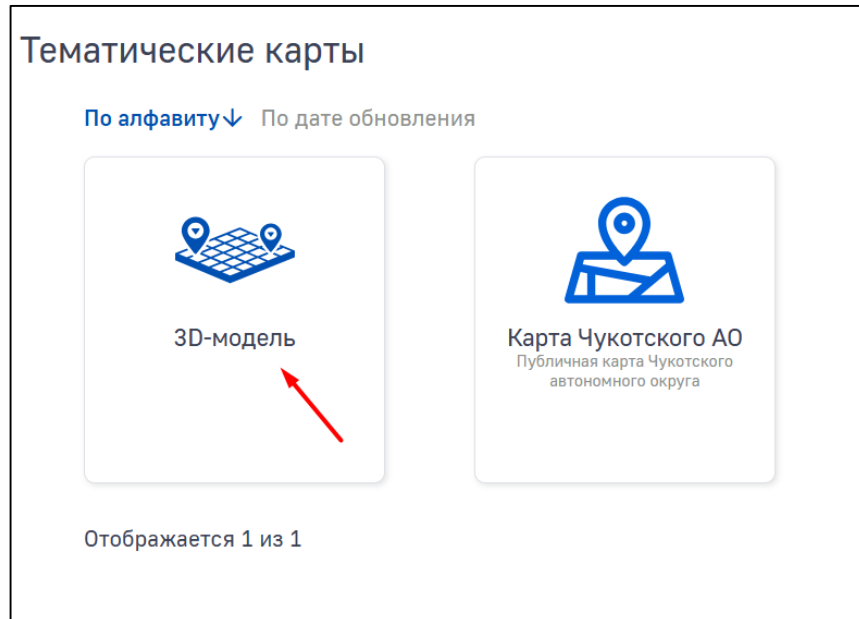 Тематические карты
По алфавиту↓ По дате обновления
3D-модель
Карта Чукотского АО
Публичная карта Чукотского
автономного округа
Отображается 1 из 1